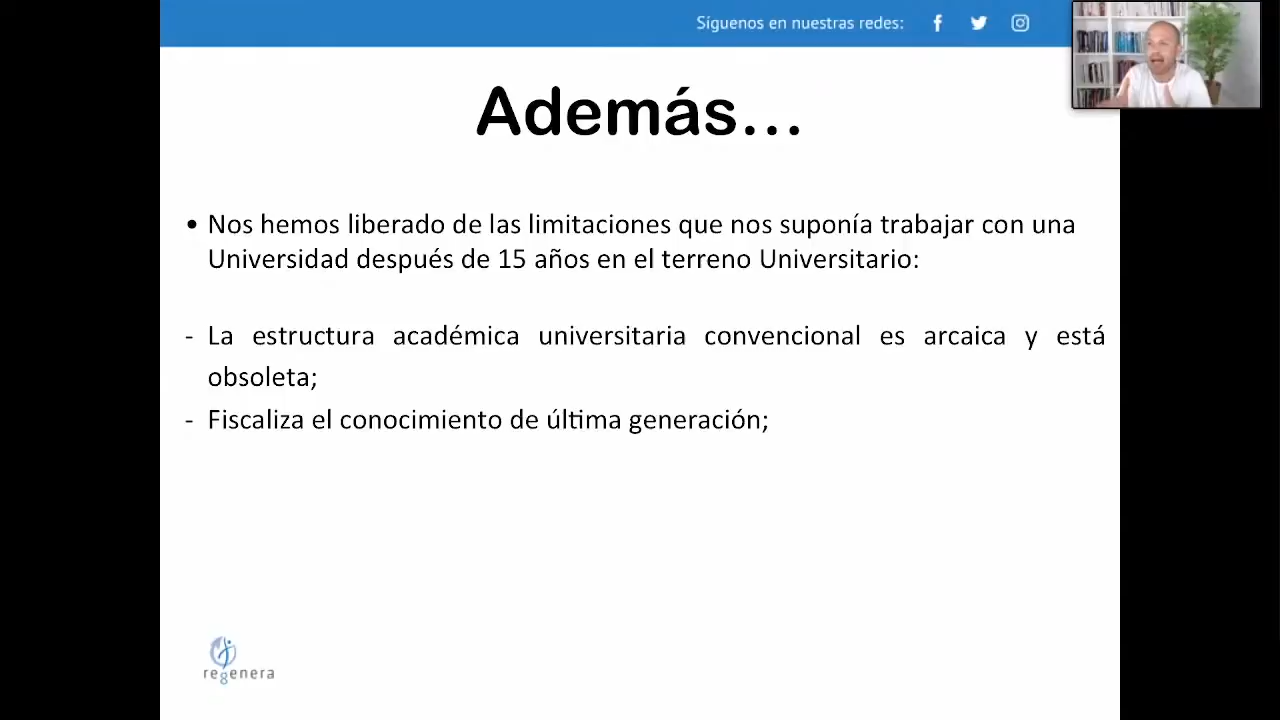 Síguenos en nuestras redes:
Además...
• Nos hemos liberado de las limitaciones que nos suponía trabajar con una
Universidad después de 15 años en el terreno Universitario:
- La estructura académica universitaria convencional es arcaica y está
obsoleta;
- Fiscaliza el conocimiento de última generación;
regenera